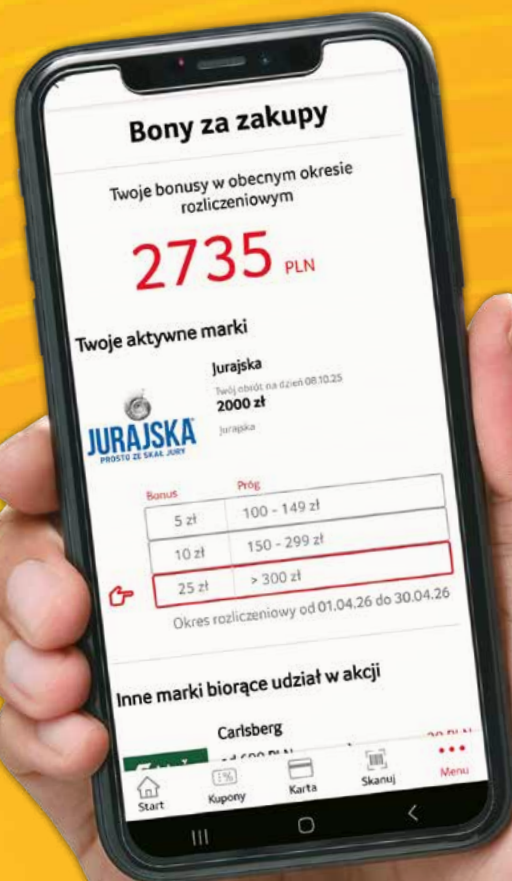 Bony za zakupy
Twoje bonusy w obecnym okresie
rozliczeniowym
2735 PLN
Twoje aktywne marki
Jurajska
Twój obrót na dzień 08.10.25
2000 zł
Jurajska
JURAJSKA
PROSTO ZE SKAŁ JURY
Bonus Próg
5 zł 100 - 149 zł
10 zł 150 - 299 zł
25 zł > 300 zł
Okres rozliczeniowy od 01.04.26 do 30.04.26
Inne marki biorące udział w akcji
Carlsberg
Start Kupony Karta Skanuj Menu